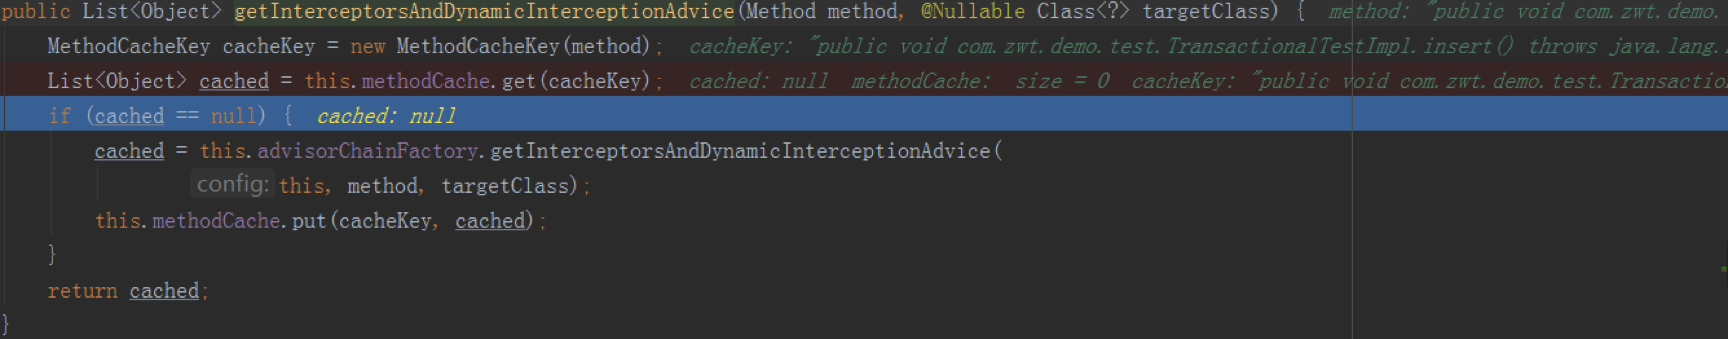 public List<Object> getInterceptorsAndDynamicInterceptionAdvice(Method method, @Nullable Class<?> targetClass) {  method: "public void com.zwt.demo.
MethodCacheKey cacheKey = new MethodCacheKey(method);  cacheKey: "public void com.zwt.demo.test.TransactionalTestImpl.insert() throws java.lang.
List<Object> cached = this.methodCache.get(cacheKey);  cached: null  methodCache:  size = 0  cacheKey: "public void com.zwt.demo.test.Transactio
if (cached == null) {  cached: null
cached = this.advisorChainFactory.getInterceptorsAndDynamicInterceptionAdvice(
config: this, method, targetClass);
this.methodCache.put(cacheKey, cached);
}
return cached;
}